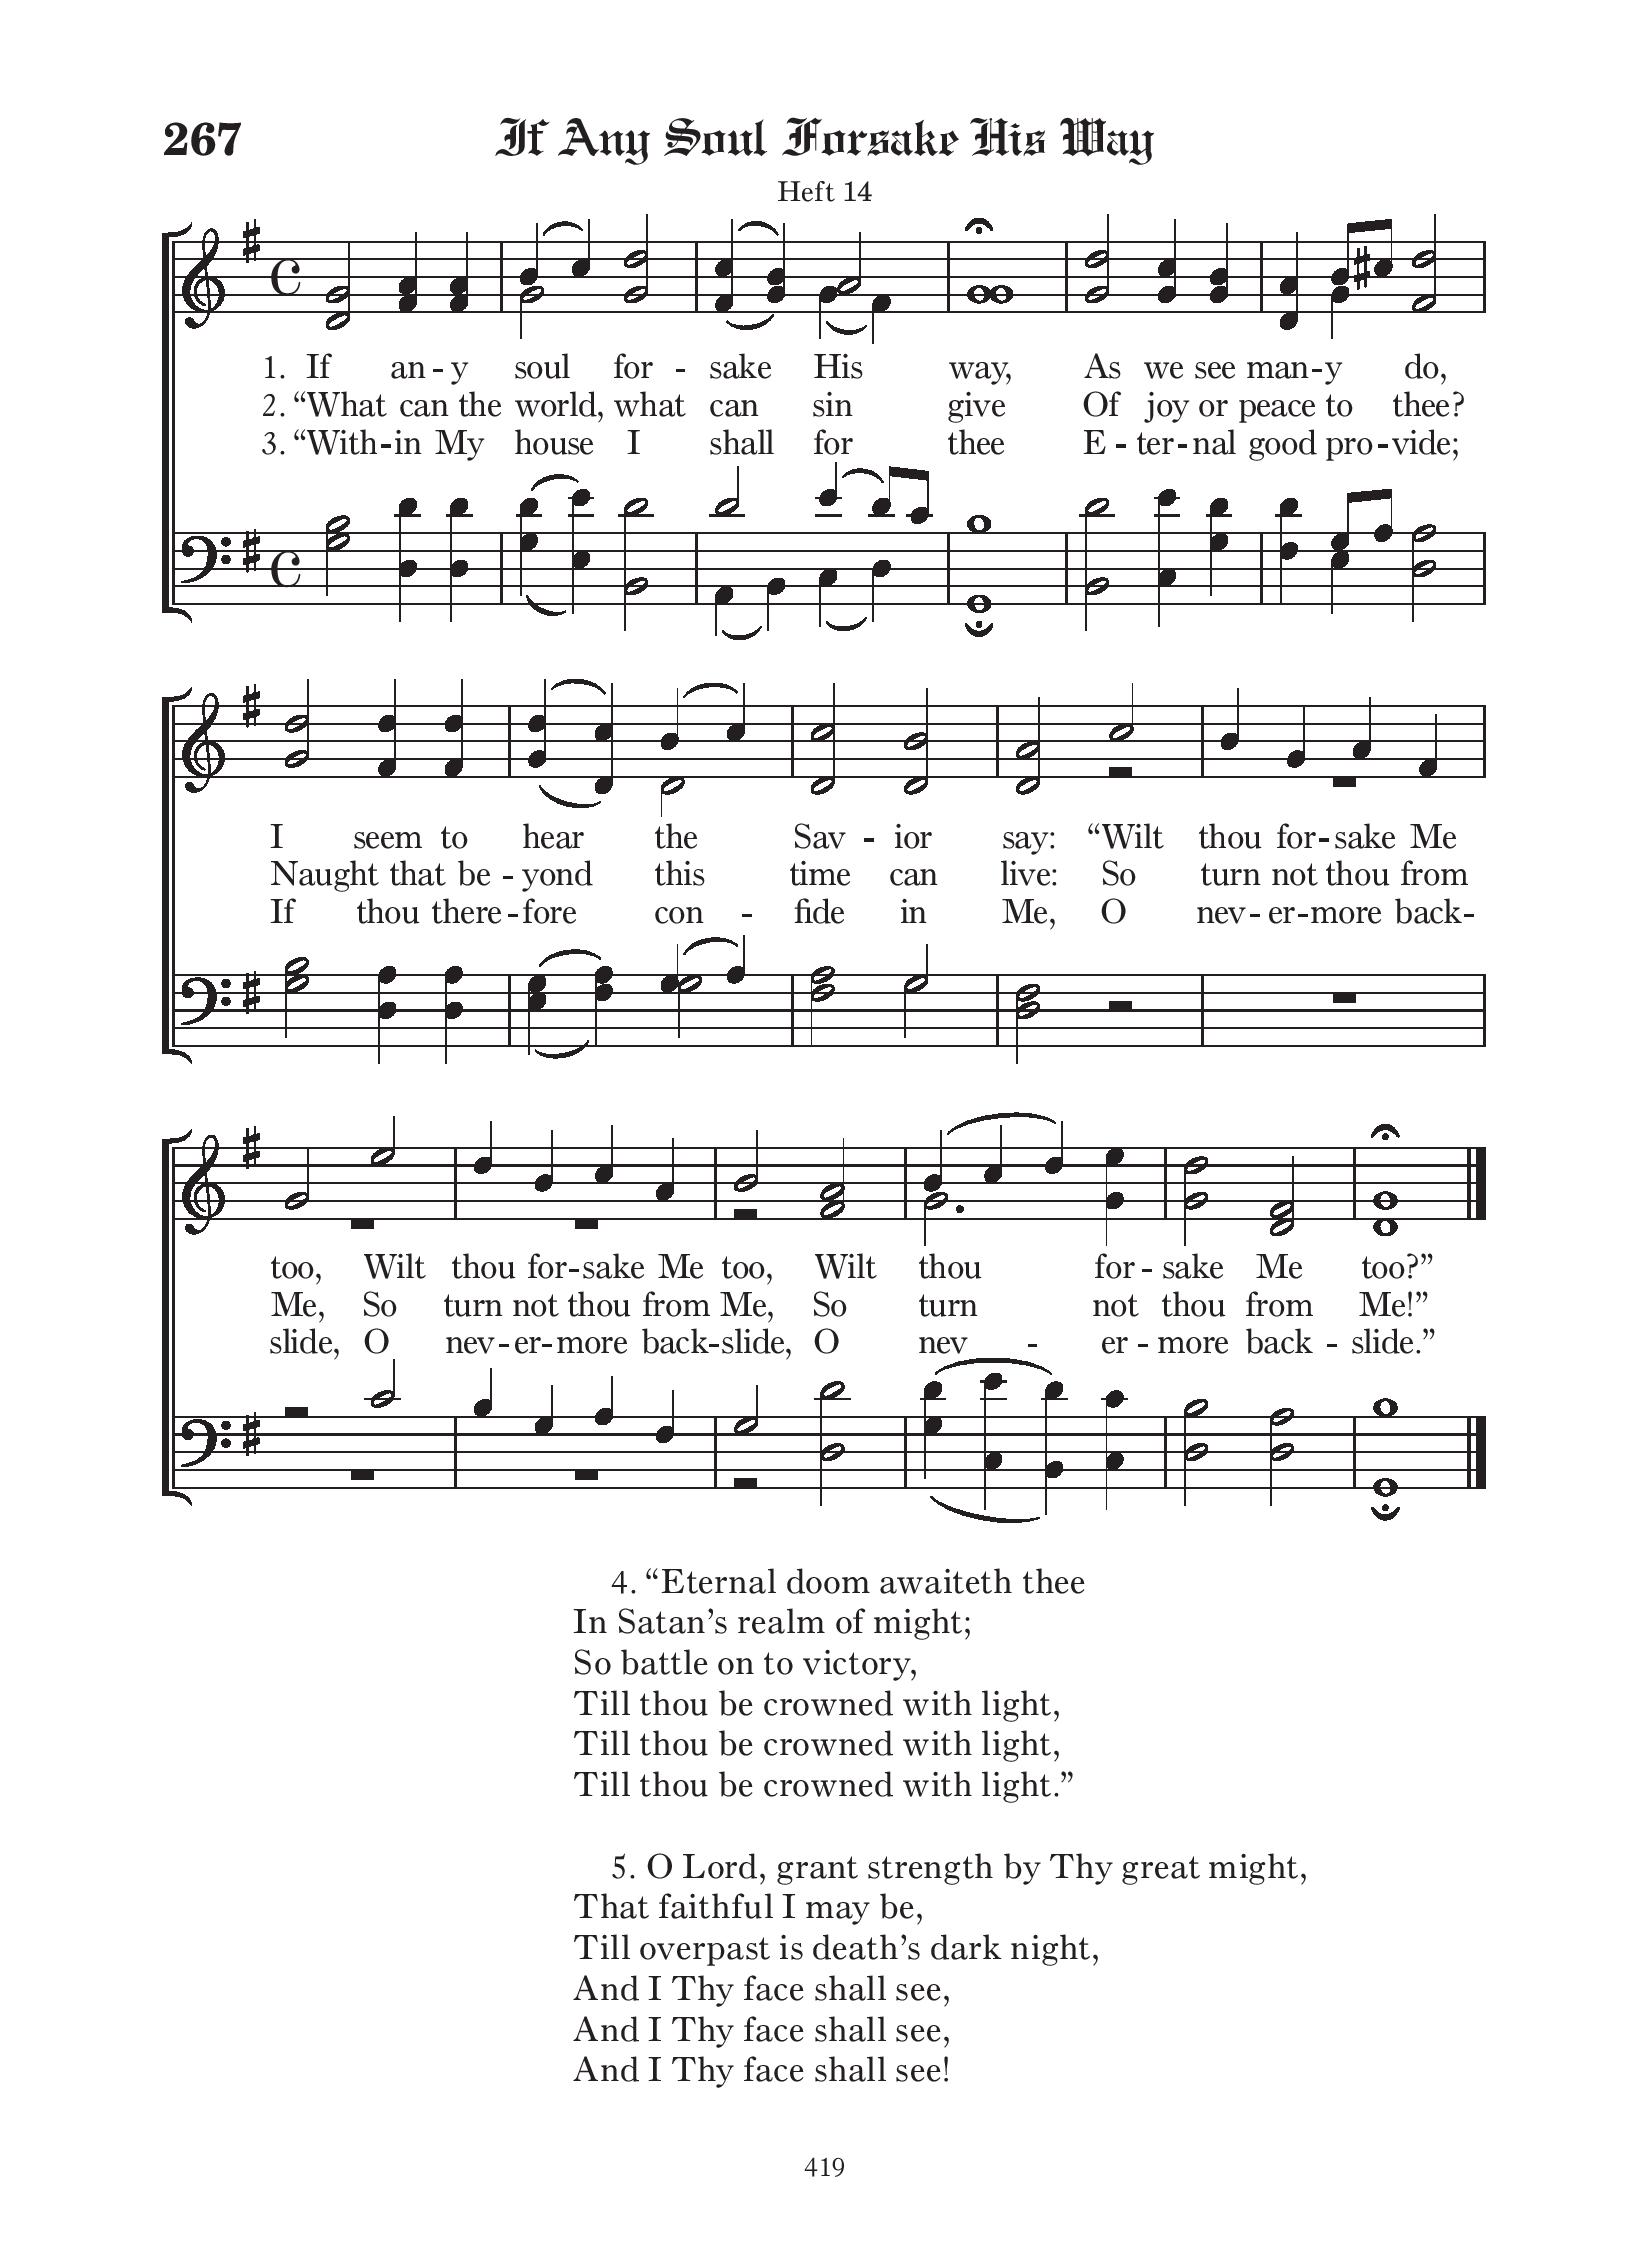 267
If Any Soul Forsake His Way
Heft 14
1. If an - y soul for - sake His way, As we see man - y do,
2. “What can the world, what can sin give Of joy or peace to thee?
3. “With - in My house I shall for thee E - ter - nal good pro - vide;
I seem to hear the Sav - ior say: “Wilt thou for - sake Me
Naught that be - yond this time can live: So turn not thou from
If thou there - fore con - fide in Me, O nev - er - more back -
too, Wilt thou for - sake Me too, Wilt thou for - sake Me too?”
Me, So turn not thou from Me, So turn not thou from Me!”
slide, O nev - er - more back - slide, O nev - er - more back - slide.”
4. “Eternal doom awaiteth thee
In Satan’s realm of might;
So battle on to victory,
Till thou be crowned with light,
Till thou be crowned with light,
Till thou be crowned with light.”
5. O Lord, grant strength by Thy great might,
That faithful I may be,
Till overpast is death’s dark night,
And I Thy face shall see,
And I Thy face shall see,
And I Thy face shall see!
419